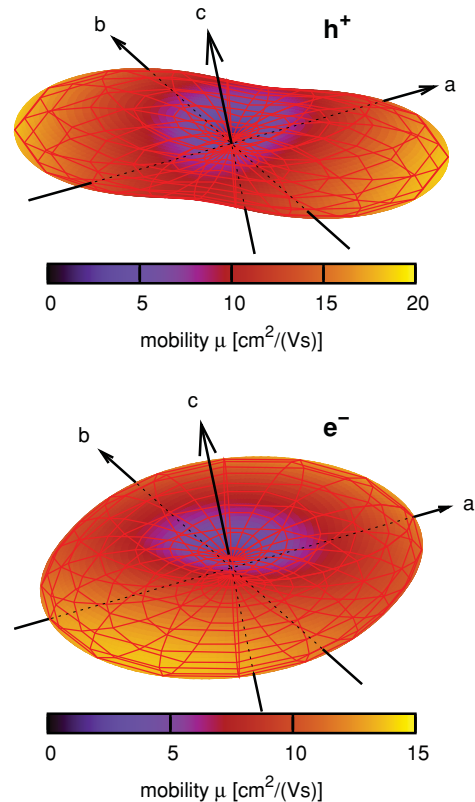 h⁺
c
b
a
0 5 10 15 20
mobility μ [cm²/(Vs)]
e⁻
c
b
a
0 5 10 15
mobility μ [cm²/(Vs)]